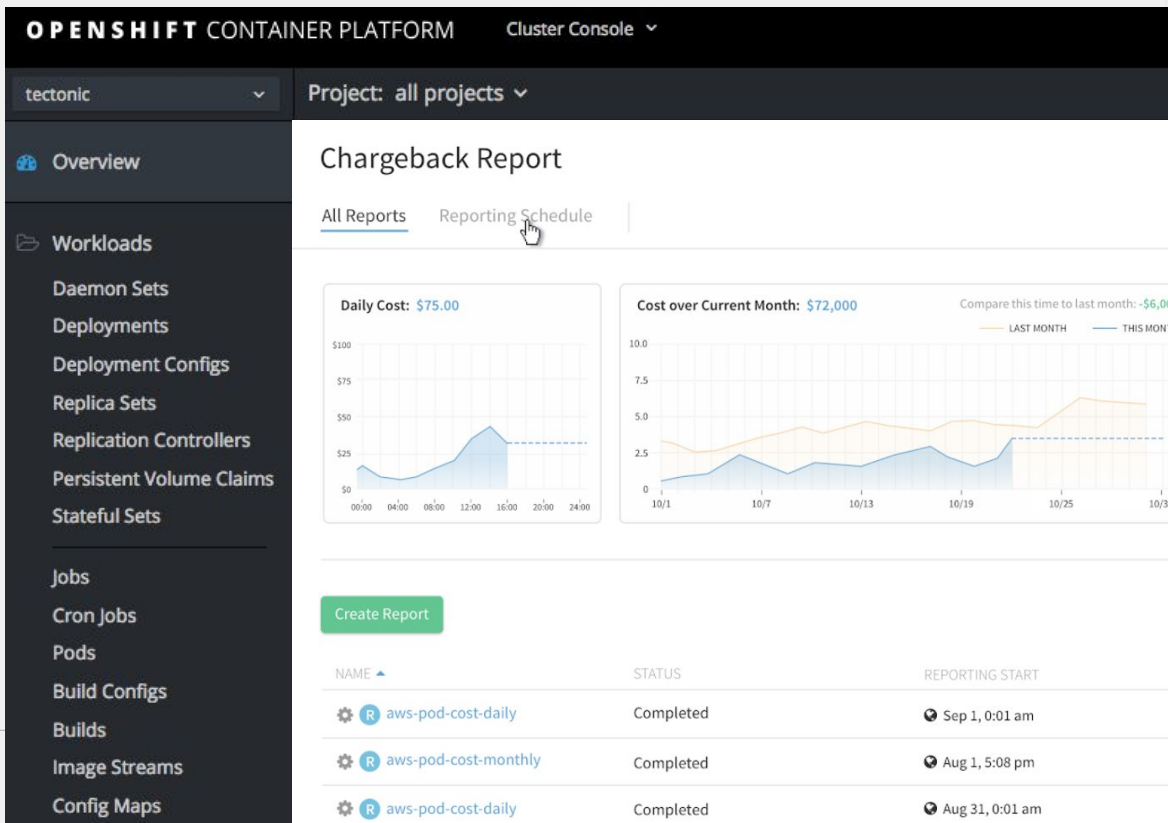 OPENSHIFT CONTAINER PLATFORM Cluster Console
tectonic
Project: all projects
Overview
Workloads
Daemon Sets
Deployments
Deployment Configs
Replica Sets
Replication Controllers
Persistent Volume Claims
Stateful Sets
Jobs
Cron Jobs
Pods
Build Configs
Builds
Image Streams
Config Maps
Chargeback Report
All Reports Reporting Schedule
Daily Cost: $75.00
$100
$75
$50
$25
$0
00:00 04:00 08:00 12:00 16:00 20:00 24:00
Cost over Current Month: $72,000 Compare this time to last month: -$6,00
LAST MONTH THIS MONT
10.0
7.5
5.0
2.5
0
10/1 10/7 10/13 10/19 10/25 10/3
Create Report
NAME STATUS REPORTING START
R aws-pod-cost-daily Completed Sep 1, 0:01 am
R aws-pod-cost-monthly Completed Aug 1, 5:08 pm
R aws-pod-cost-daily Completed Aug 31, 0:01 am